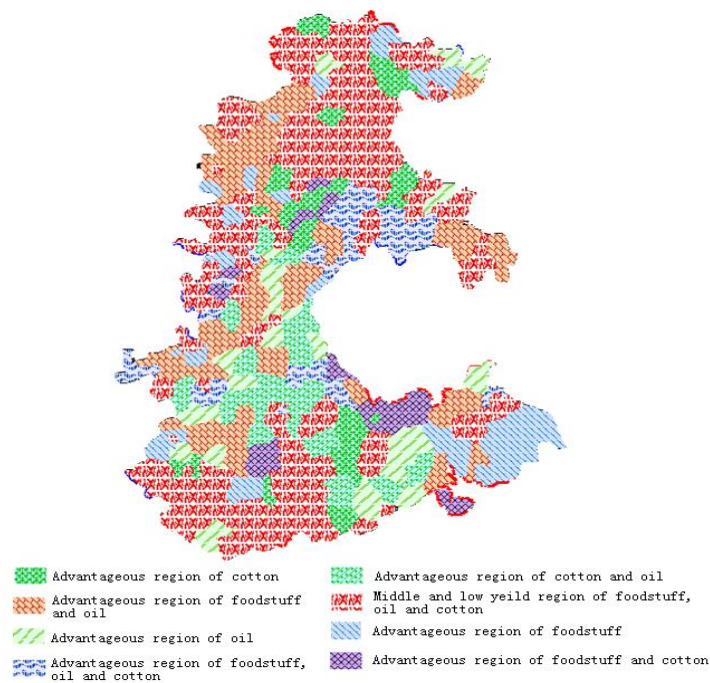 Advantageous region of cotton
Advantageous region of foodstuff
and oil
Advantageous region of oil
Advantageous region of foodstuff,
oil and cotton
Advantageous region of cotton and oil
Middle and low yeild region of foodstuff,
oil and cotton
Advantageous region of foodstuff
Advantageous region of foodstuff and cotton